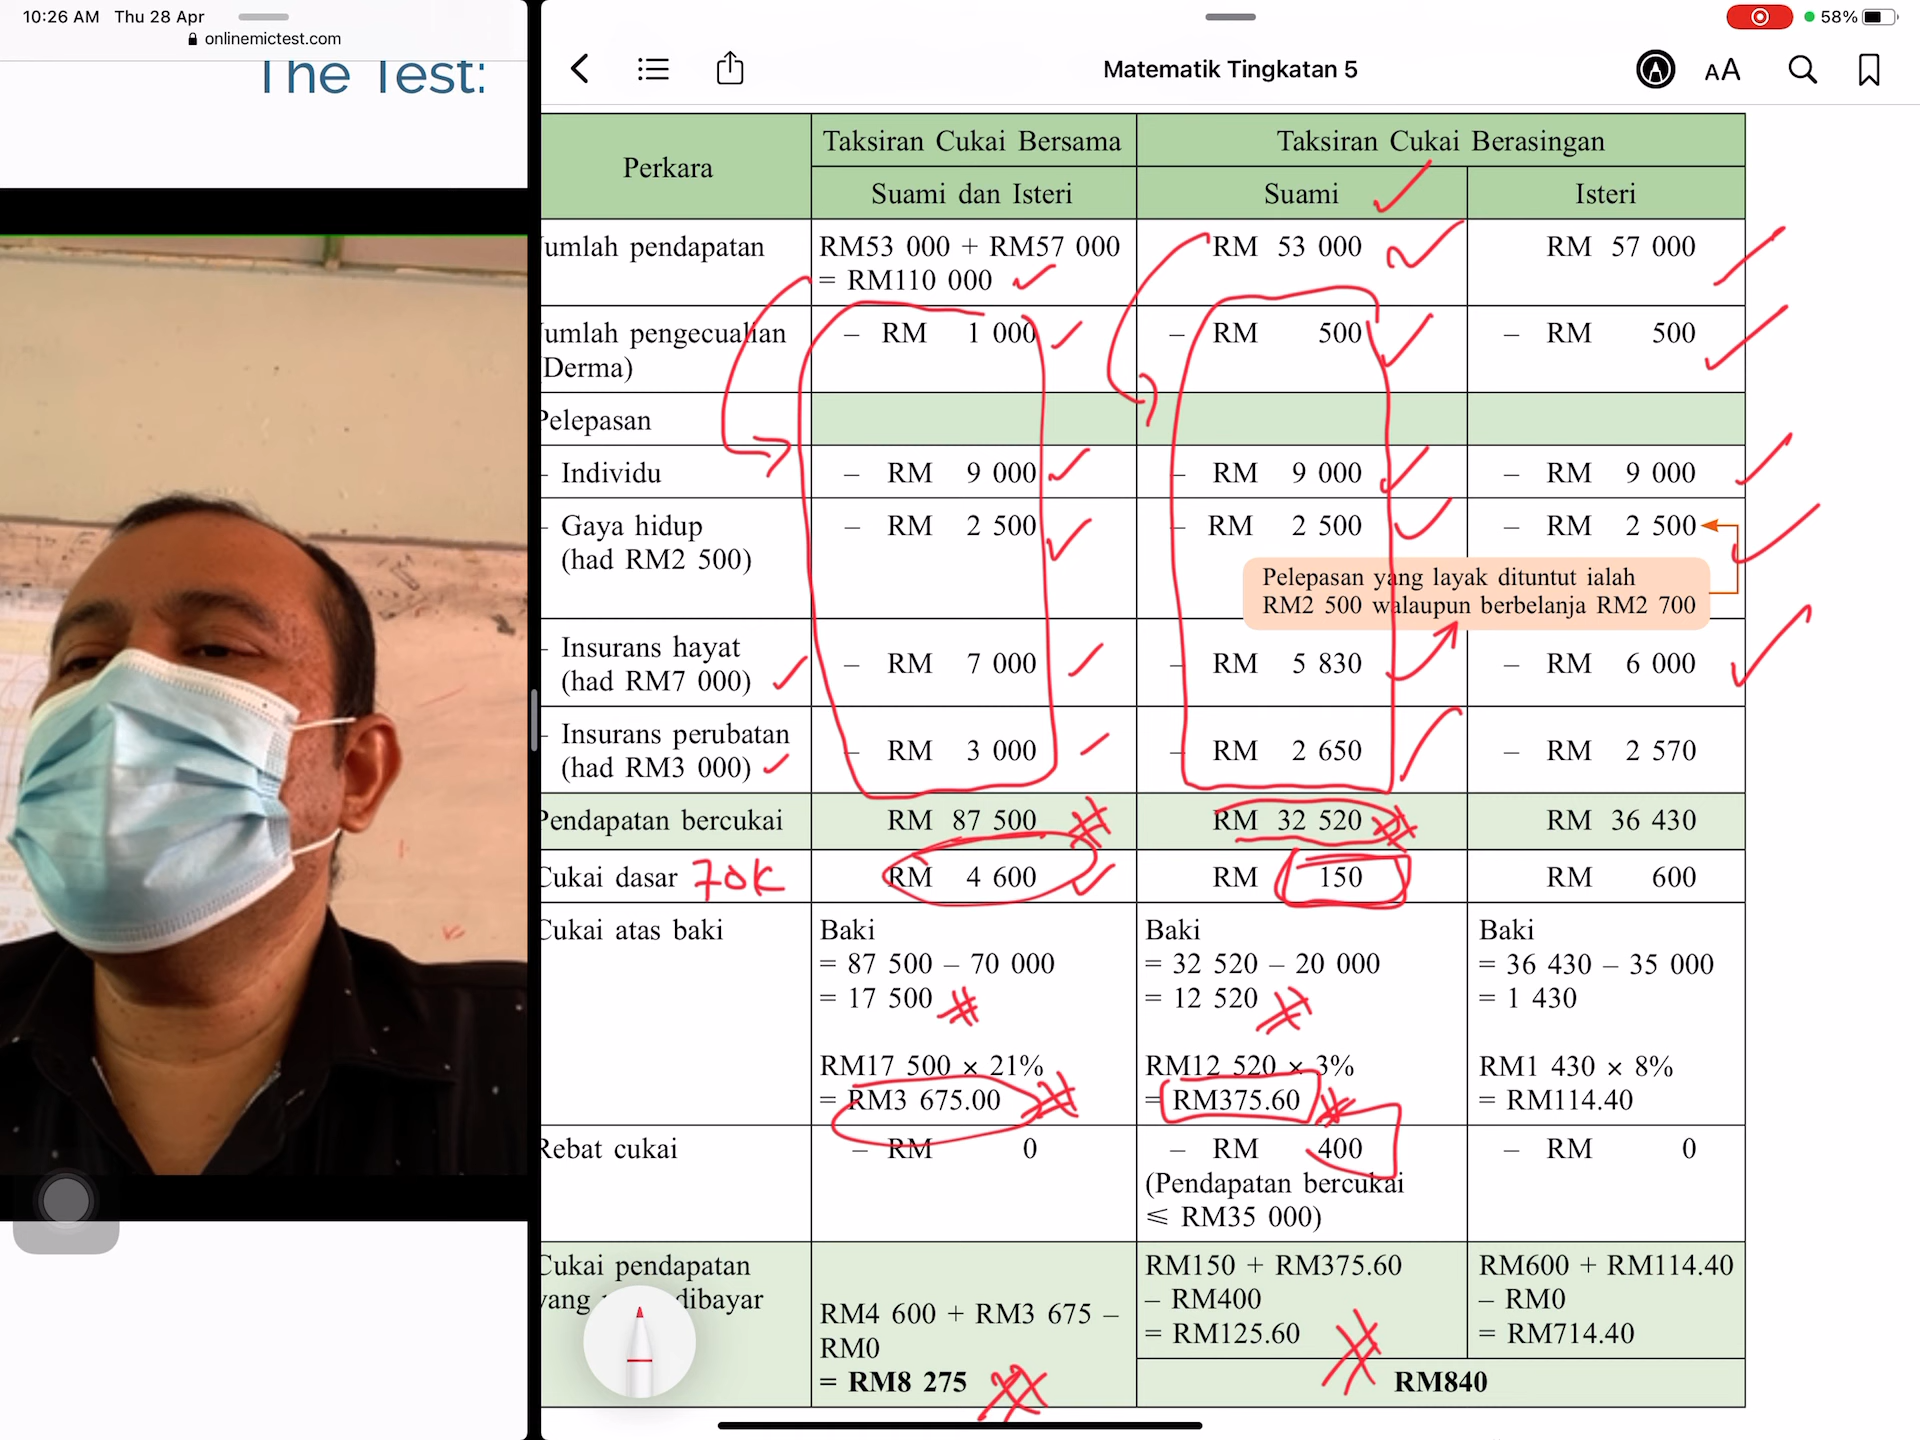 10:26 AM Thu 28 Apr
onlinemictest.com
The Test:
58%
Matematik Tingkatan 5
AA
Perkara
Taksiran Cukai Bersama
Taksiran Cukai Berasingan
Suami dan Isteri
Suami
Isteri
Jumlah pendapatan
RM53 000 + RM57 000
= RM110 000
RM 53 000
RM 57 000
Jumlah pengecualian
(Derma)
– RM 1 000
– RM 500
– RM 500
Pelepasan
- Individu
– RM 9 000
– RM 9 000
– RM 9 000
- Gaya hidup
(had RM2 500)
– RM 2 500
– RM 2 500
– RM 2 500
Pelepasan yang layak dituntut ialah
RM2 500 walaupun berbelanja RM2 700
- Insurans hayat
(had RM7 000)
– RM 7 000
– RM 5 830
– RM 6 000
- Insurans perubatan
(had RM3 000)
– RM 3 000
– RM 2 650
– RM 2 570
Pendapatan bercukai
RM 87 500
RM 32 520
RM 36 430
Cukai dasar 70K
RM 4 600
RM 150
RM 600
Cukai atas baki
Baki
= 87 500 – 70 000
= 17 500
RM17 500 × 21%
= RM3 675.00
Baki
= 32 520 – 20 000
= 12 520
RM12 520 × 3%
= RM375.60
Baki
= 36 430 – 35 000
= 1 430
RM1 430 × 8%
= RM114.40
Rebat cukai
– RM 0
– RM 400
(Pendapatan bercukai
≤ RM35 000)
– RM 0
Cukai pendapatan
yang dibayar
RM4 600 + RM3 675 –
RM0
= RM8 275
RM150 + RM375.60
– RM400
= RM125.60
RM600 + RM114.40
– RM0
= RM714.40
RM840